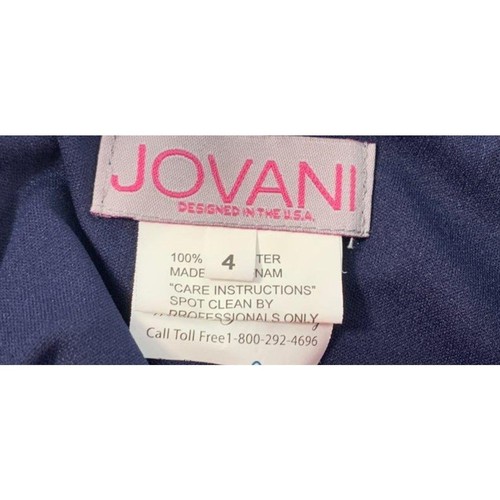 JOVANI
DESIGNED IN THE U.S.A.
4
100% TER
MADE NAM
"CARE INSTRUCTIONS"
SPOT CLEAN BY
PROFESSIONALS ONLY
Call Toll Free1-800-292-4696